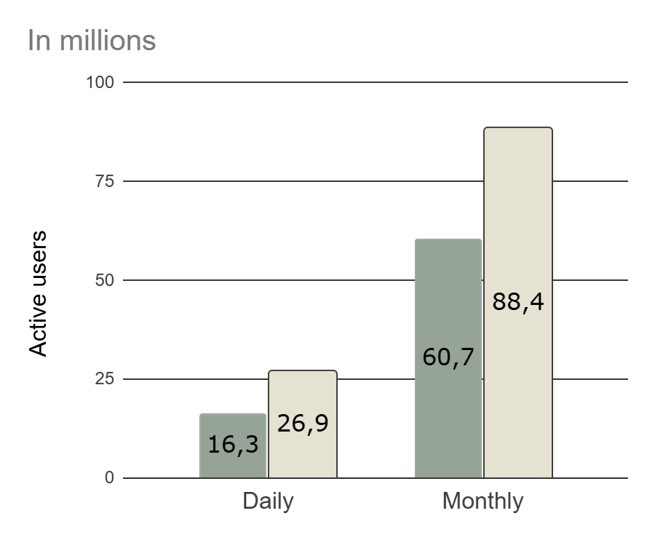 In millions
100
75
50
25
0
Active users
16,3
26,9
60,7
88,4
Daily
Monthly